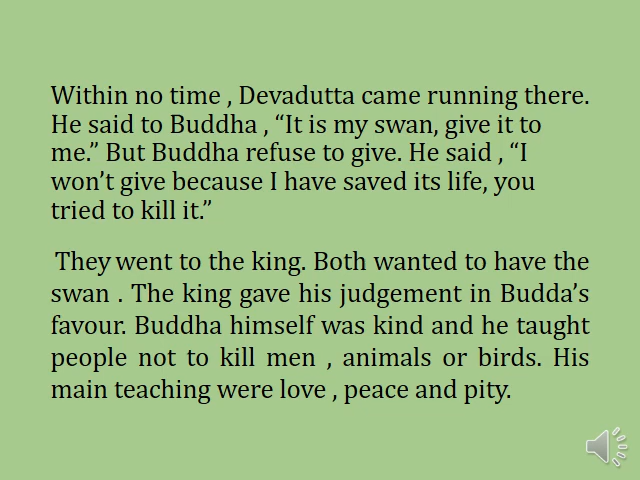 Within no time , Devadutta came running there.
He said to Buddha , “It is my swan, give it to
me.” But Buddha refuse to give. He said , “I
won’t give because I have saved its life, you
tried to kill it.”
They went to the king. Both wanted to have the
swan . The king gave his judgement in Budda’s
favour. Buddha himself was kind and he taught
people not to kill men , animals or birds. His
main teaching were love , peace and pity.